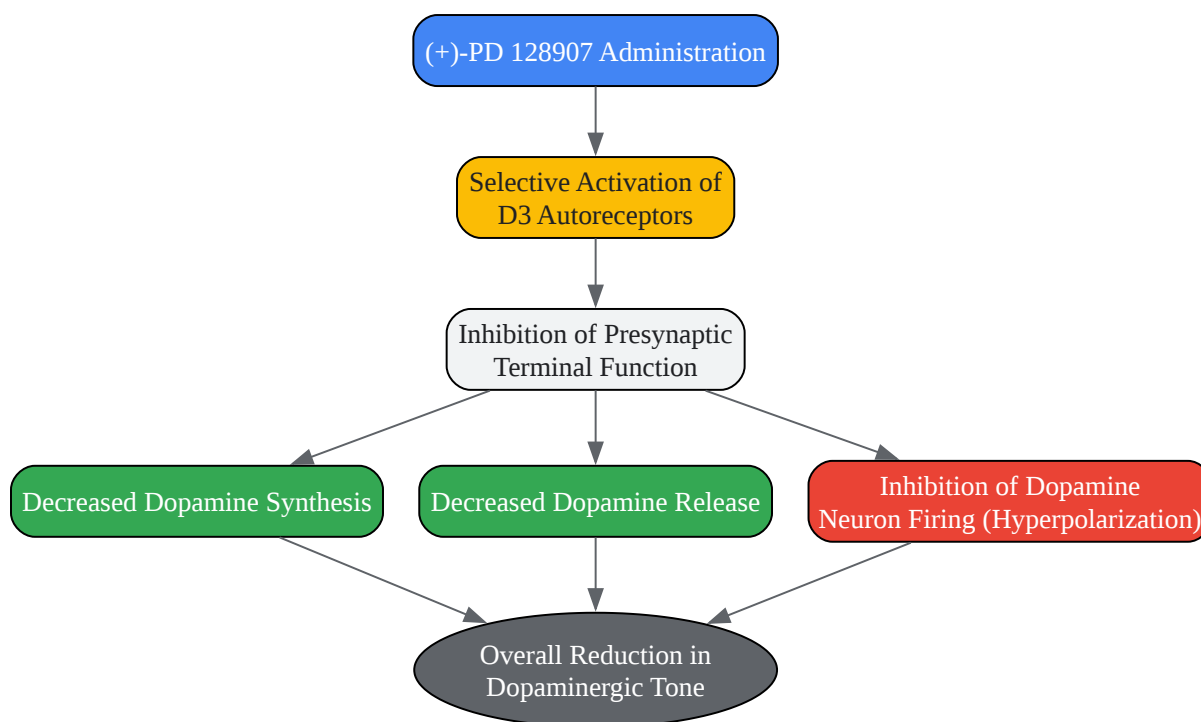 (+)-PD 128907 Administration
Selective Activation of
D3 Autoreceptors
Inhibition of Presynaptic
Terminal Function
Decreased Dopamine Synthesis
Decreased Dopamine Release
Inhibition of Dopamine
Neuron Firing (Hyperpolarization)
Overall Reduction in
Dopaminergic Tone